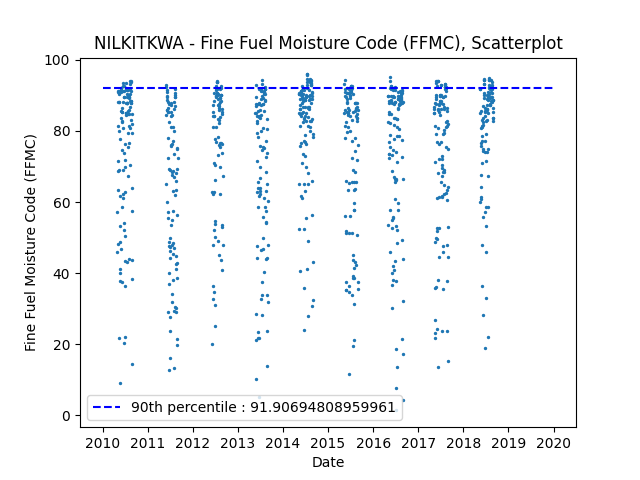 NILKITKWA - Fine Fuel Moisture Code (FFMC), Scatterplot
Fine Fuel Moisture Code (FFMC)
100
80
60
40
20
0
90th percentile : 91.90694808959961
2010 2011 2012 2013 2014 2015 2016 2017 2018 2019 2020
Date